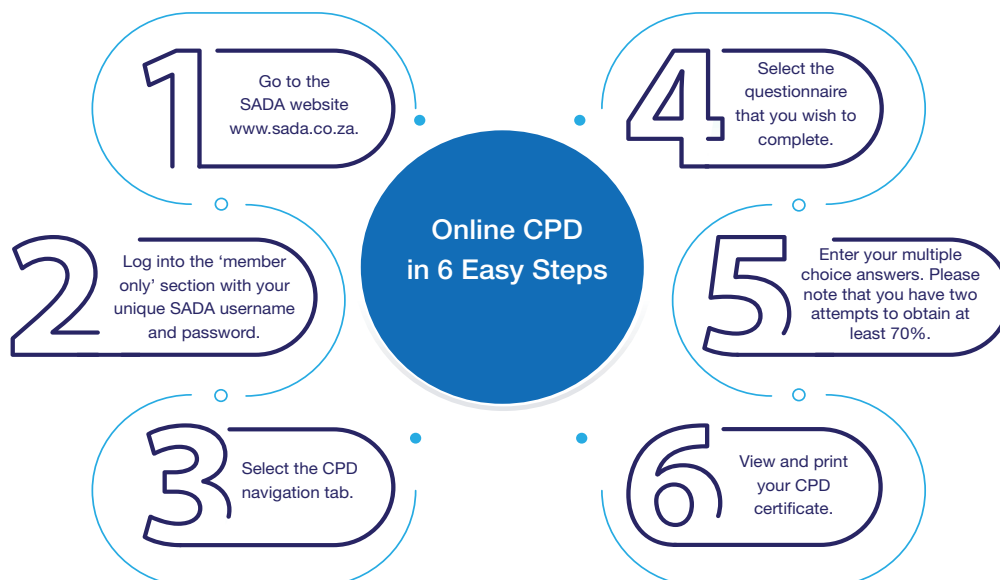 Online CPD
in 6 Easy Steps
1
Go to the
SADA website
www.sada.co.za.
2
Log into the ‘member
only’ section with your
unique SADA username
and password.
3
Select the CPD
navigation tab.
4
Select the
questionnaire
that you wish to
complete.
5
Enter your multiple
choice answers. Please
note that you have two
attempts to obtain at
least 70%.
6
View and print
your CPD
certificate.